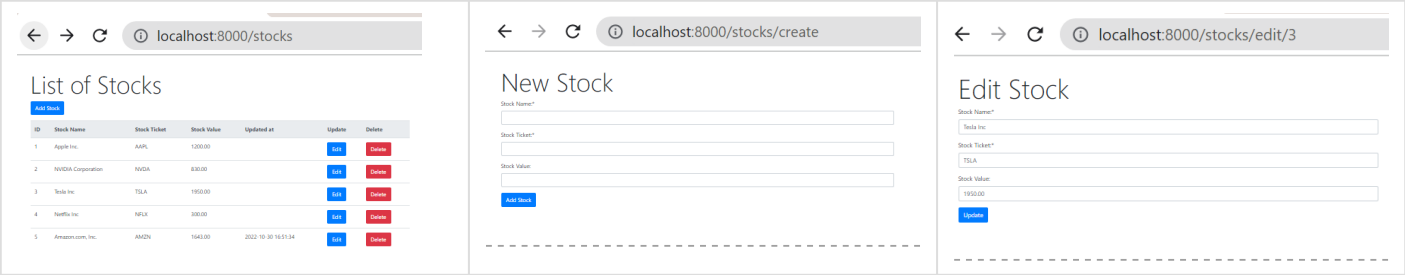 localhost:8000/stocks
List of Stocks
Add Stock
ID Stock Name Stock Ticket Stock Value Updated at Update Delete
1 Apple Inc. AAPL 1200.00 Edit Delete
2 NVIDIA Corporation NVDA 830.00 Edit Delete
3 Tesla Inc TSLA 1950.00 Edit Delete
4 Netflix Inc NFLX 300.00 Edit Delete
5 Amazon.com, Inc. AMZN 1643.00 2022-10-30 16:51:34 Edit Delete
localhost:8000/stocks/create
New Stock
Stock Name:*
Stock Ticket:*
Stock Value:
Add Stock
localhost:8000/stocks/edit/3
Edit Stock
Stock Name:*
Tesla Inc
Stock Ticket:*
TSLA
Stock Value:
1950.00
Update